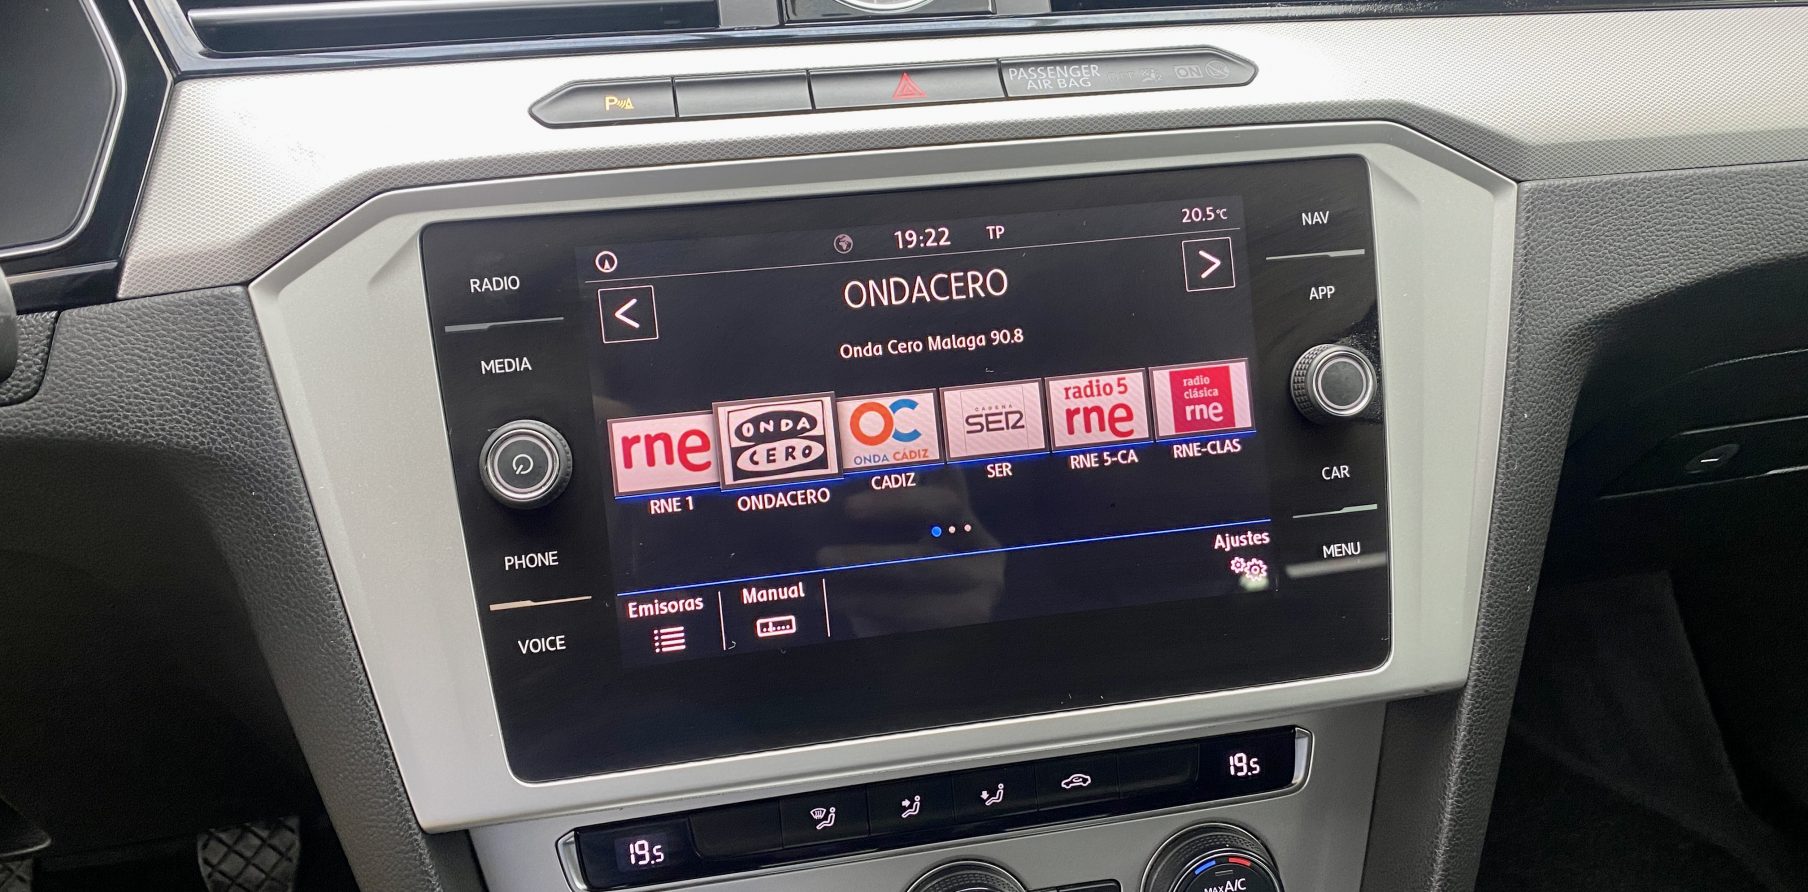 P
PASSENGER
AIR BAG
OFF
ON
RADIO
MEDIA
PHONE
VOICE
NAV
APP
CAR
MENU
19:22
TP
20.5°C
<
ONDACERO
>
Onda Cero Malaga 90.8
rne
ONDA
CERO
OC
ONDA CÁDIZ
CADENA
SER
radio 5
rne
radio
clásica
rne
RNE 1
ONDACERO
CADIZ
SER
RNE 5-CA
RNE-CLAS
Emisoras
Manual
Ajustes
19.5
19.5
MAX A/C